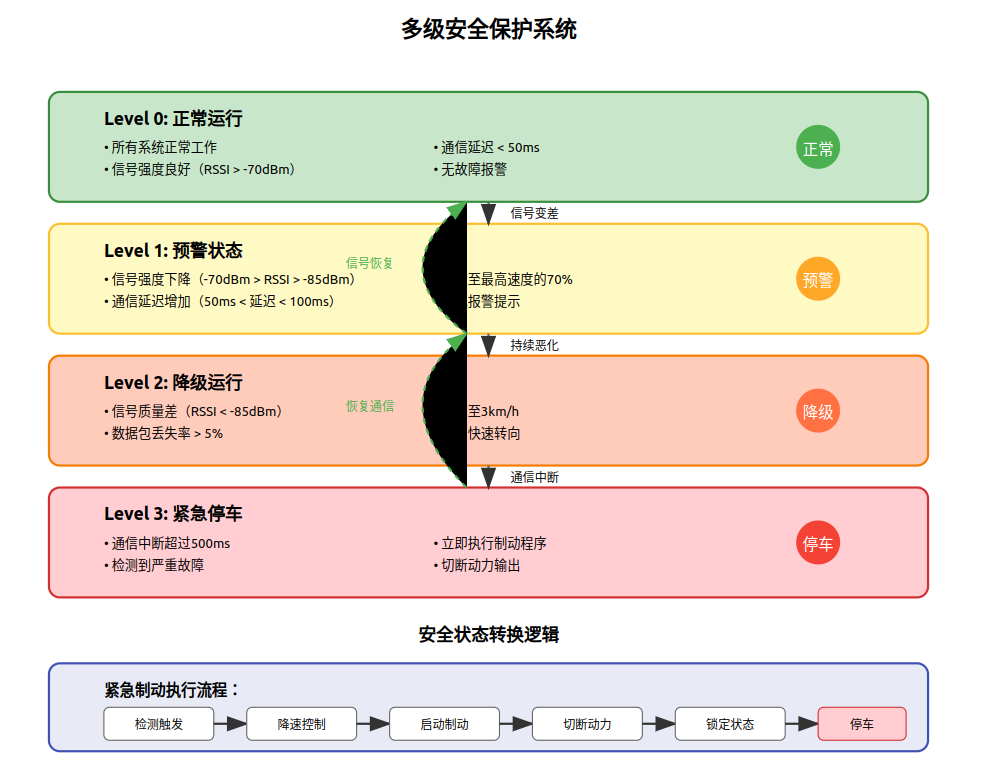 多级安全保护系统
Level 0: 正常运行
• 所有系统正常工作
• 通信延迟 < 50ms
• 信号强度良好（RSSI > -70dBm）
• 无故障报警
正常
信号变差
Level 1: 预警状态
信号恢复
• 信号强度下降（-70dBm > RSSI > -85dBm）
至最高速度的70%
• 通信延迟增加（50ms < 延迟 < 100ms）
报警提示
预警
持续恶化
Level 2: 降级运行
恢复通信
• 信号质量差（RSSI < -85dBm）
至3km/h
• 数据包丢失率 > 5%
快速转向
降级
通信中断
Level 3: 紧急停车
• 通信中断超过500ms
• 立即执行制动程序
• 检测到严重故障
• 切断动力输出
停车
安全状态转换逻辑
紧急制动执行流程：
检测触发
降速控制
启动制动
切断动力
锁定状态
停车